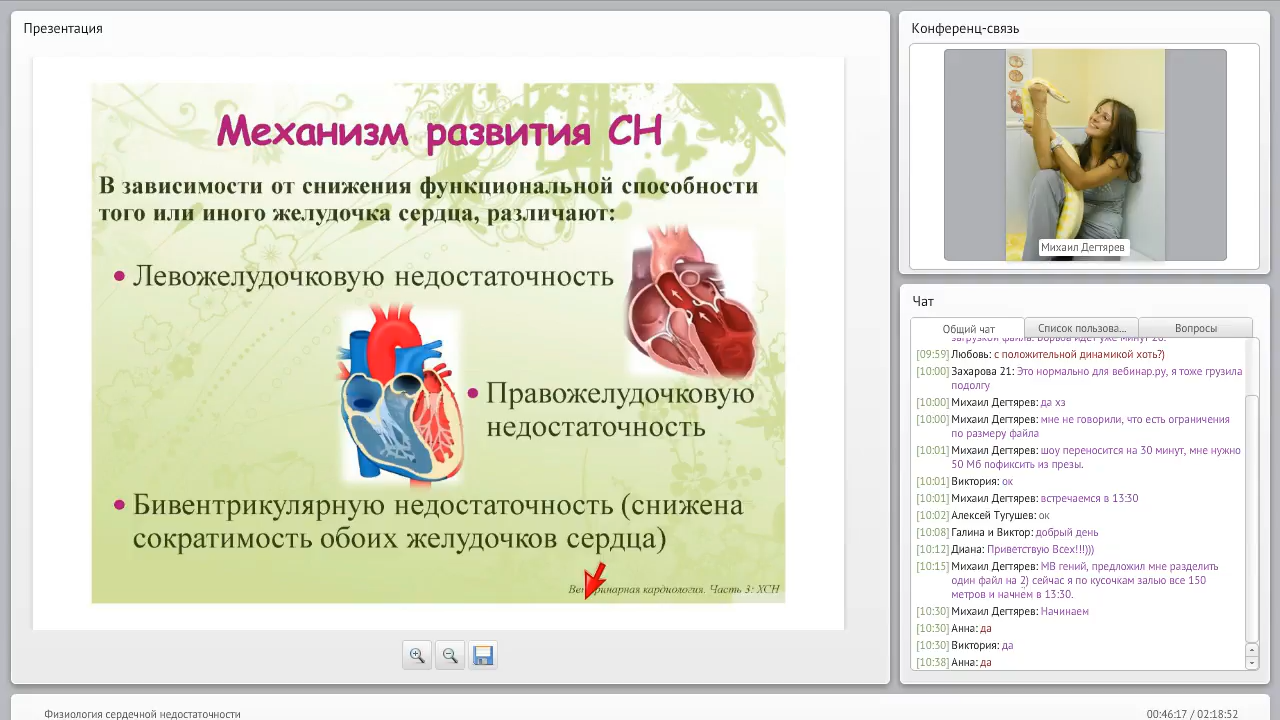 Презентация
Механизм развития СН
В зависимости от снижения функциональной способности
того или иного желудочка сердца, различают:
• Левожелудочковую недостаточность
• Правожелудочковую
недостаточность
• Бивентрикулярную недостаточность (снижена
сократимость обоих желудочков сердца)
Ветеринарная кардиология. Часть 3: ХСН
Конференц-связь
Михаил Дегтярев
Чат
Общий чат
Список пользова...
Вопросы
[09:59] Любовь: с положительной динамикой хоть?)
[10:00] Захарова 21: Это нормально для вебинар.ру, я тоже грузила
подолгу
[10:00] Михаил Дегтярев: да хз
[10:00] Михаил Дегтярев: мне не говорили, что есть ограничения
по размеру файла
[10:01] Михаил Дегтярев: шоу переносится на 30 минут, мне нужно
50 Мб пофиксить из презы.
[10:01] Виктория: ок
[10:01] Михаил Дегтярев: встречаемся в 13:30
[10:02] Алексей Тугушев: ок
[10:08] Галина и Виктор: добрый день
[10:12] Диана: Приветствую Всех!!!)))
[10:15] Михаил Дегтярев: МВ гений, предложил мне разделить
один файл на 2) сейчас я по кусочкам залью все 150
метров и начнем в 13:30.
[10:30] Михаил Дегтярев: Начинаем
[10:30] Анна: да
[10:30] Виктория: да
[10:38] Анна: да
Физиология сердечной недостаточности
00:46:17 / 02:18:52